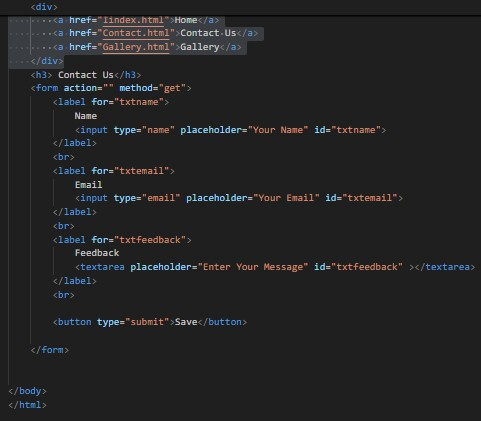 <div>
<a href="Iindex.html">Home</a>
<a href="Contact.html">Contact Us</a>
<a href="Gallery.html">Gallery</a>
</div>
<h3> Contact Us</h3>
<form action="" method="get">
<label for="txtname">
Name
<input type="name" placeholder="Your Name" id="txtname">
</label>
<br>
<label for="txtemail">
Email
<input type="email" placeholder="Your Email" id="txtemail">
</label>
<br>
<label for="txtfeedback">
Feedback
<textarea placeholder="Enter Your Message" id="txtfeedback" ></textarea>
</label>
<br>
<button type="submit">Save</button>
</form>
</body>
</html>